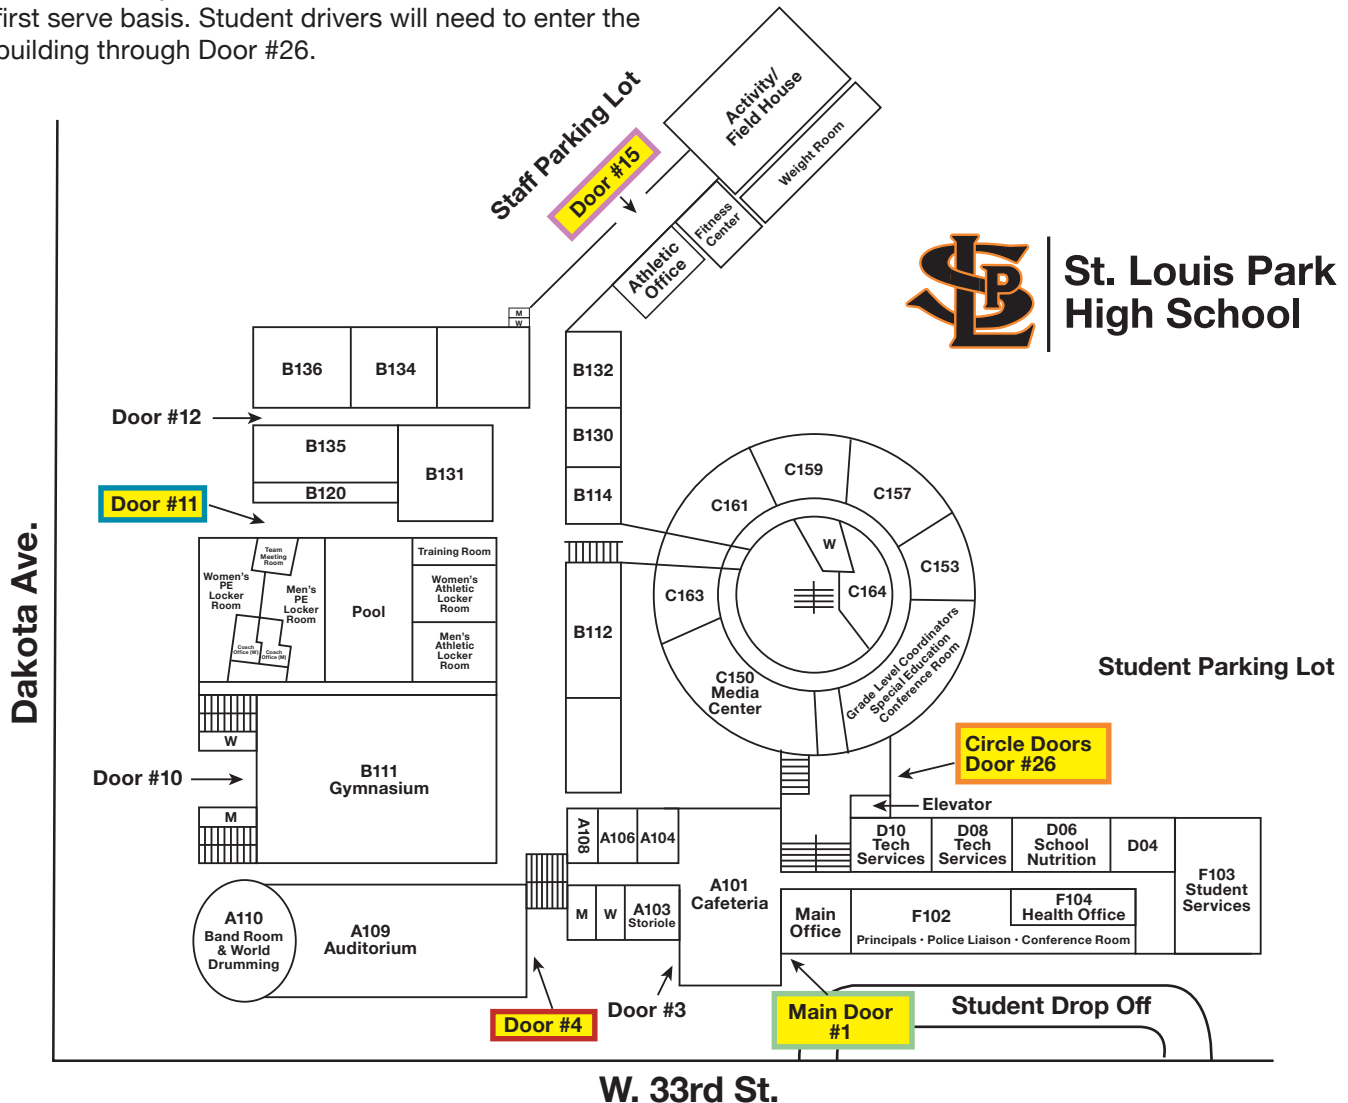 first serve basis. Student drivers will need to enter the
building through Door #26.
Activity/
Field House
Weight Room
Staff Parking Lot
Door #15
Fitness
Center
Athletic
Office
SLP
St. Louis Park
High School
M
W
B136
B134
B132
Door #12
B135
B131
B130
B120
B114
Door #11
C159
C161
C157
W
C153
C163
C164
Grade Level Coordinators
Special Education
Conference Room
C150
Media
Center
Team
Meeting
Room
Women's
PE
Locker
Room
Men's
PE
Locker
Room
Coach
Office (W)
Coach
Office (M)
Pool
Training Room
Women's
Athletic
Locker
Room
Men's
Athletic
Locker
Room
B112
Dakota Ave.
Student Parking Lot
W
Door #10
M
B111
Gymnasium
Circle Doors
Door #26
Elevator
A108
A106
A104
D10
Tech
Services
D08
Tech
Services
D06
School
Nutrition
D04
F103
Student
Services
A110
Band Room
& World
Drumming
A109
Auditorium
M
W
A103
Storiole
A101
Cafeteria
Main
Office
F102
F104
Health Office
Principals • Police Liaison • Conference Room
Door #4
Door #3
Main Door
#1
Student Drop Off
W. 33rd St.